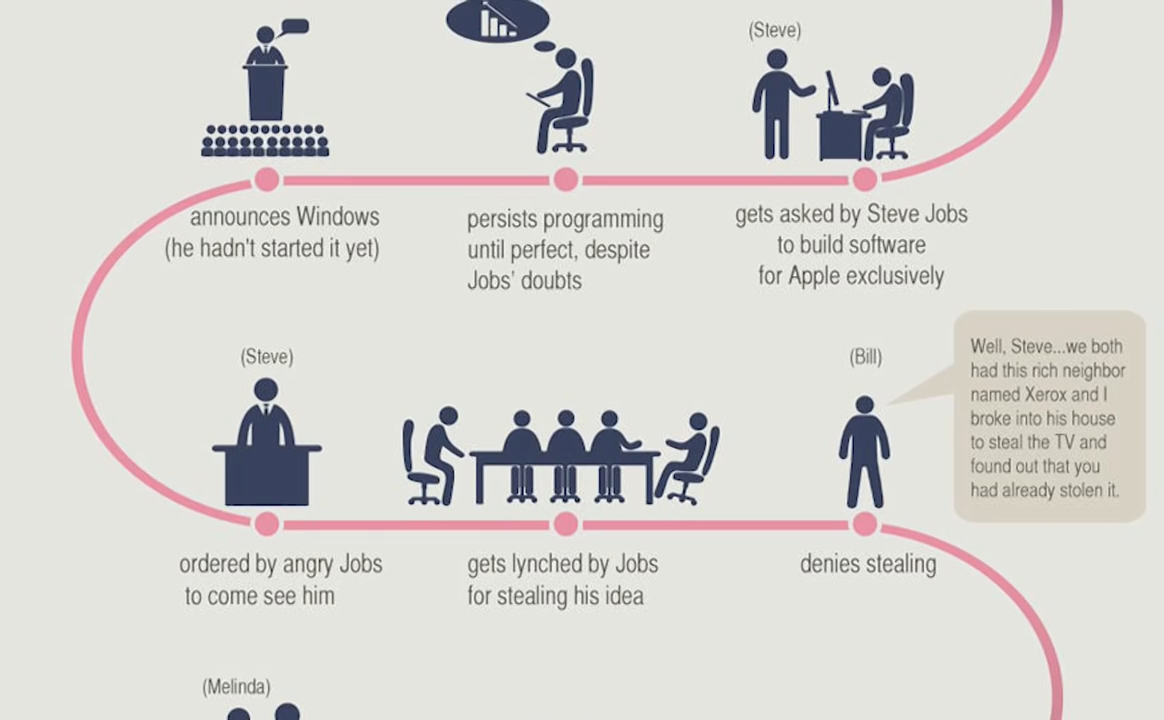 (Steve)
announces Windows
(he hadn't started it yet)
persists programming
until perfect, despite
Jobs' doubts
gets asked by Steve Jobs
to build software
for Apple exclusively
(Steve)
(Bill)
Well, Steve...we both
had this rich neighbor
named Xerox and I
broke into his house
to steal the TV and
found out that you
had already stolen it.
ordered by angry Jobs
to come see him
gets lynched by Jobs
for stealing his idea
denies stealing
(Melinda)